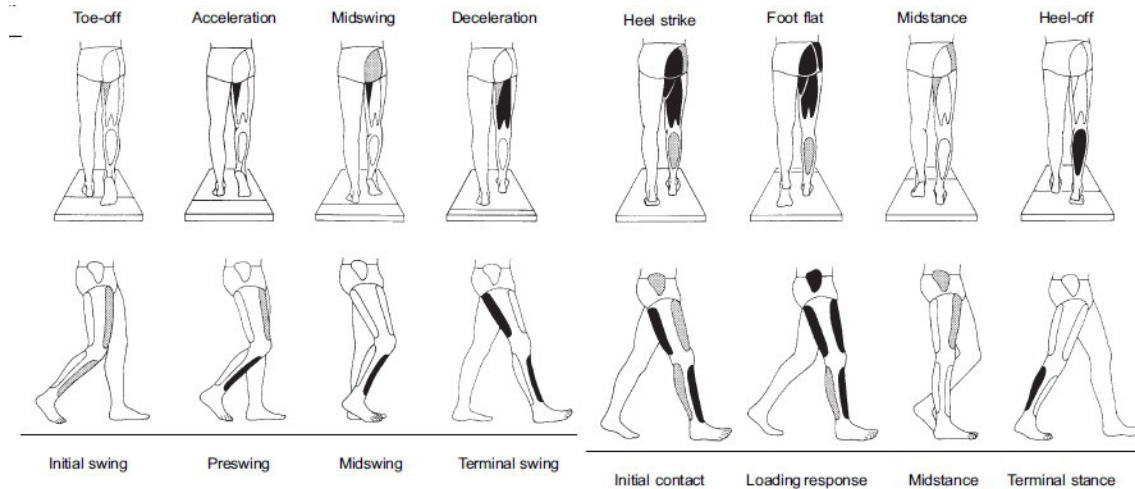 Toe-off Acceleration Midswing Deceleration Heel strike Foot flat Midstance Heel-off
Initial swing Preswing Midswing Terminal swing Initial contact Loading response Midstance Terminal stance